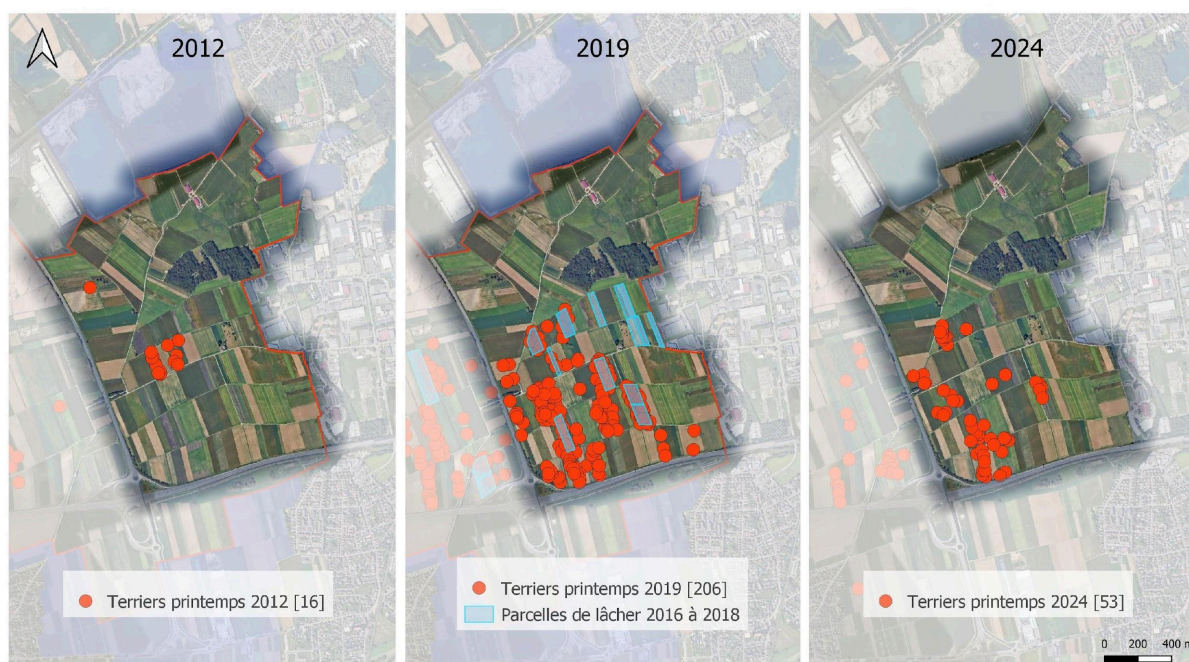 2012
2019
2024
Terriers printemps 2012 [16]
Terriers printemps 2019 [206]
Parcelles de lâcher 2016 à 2018
Terriers printemps 2024 [53]
0 200 400 m